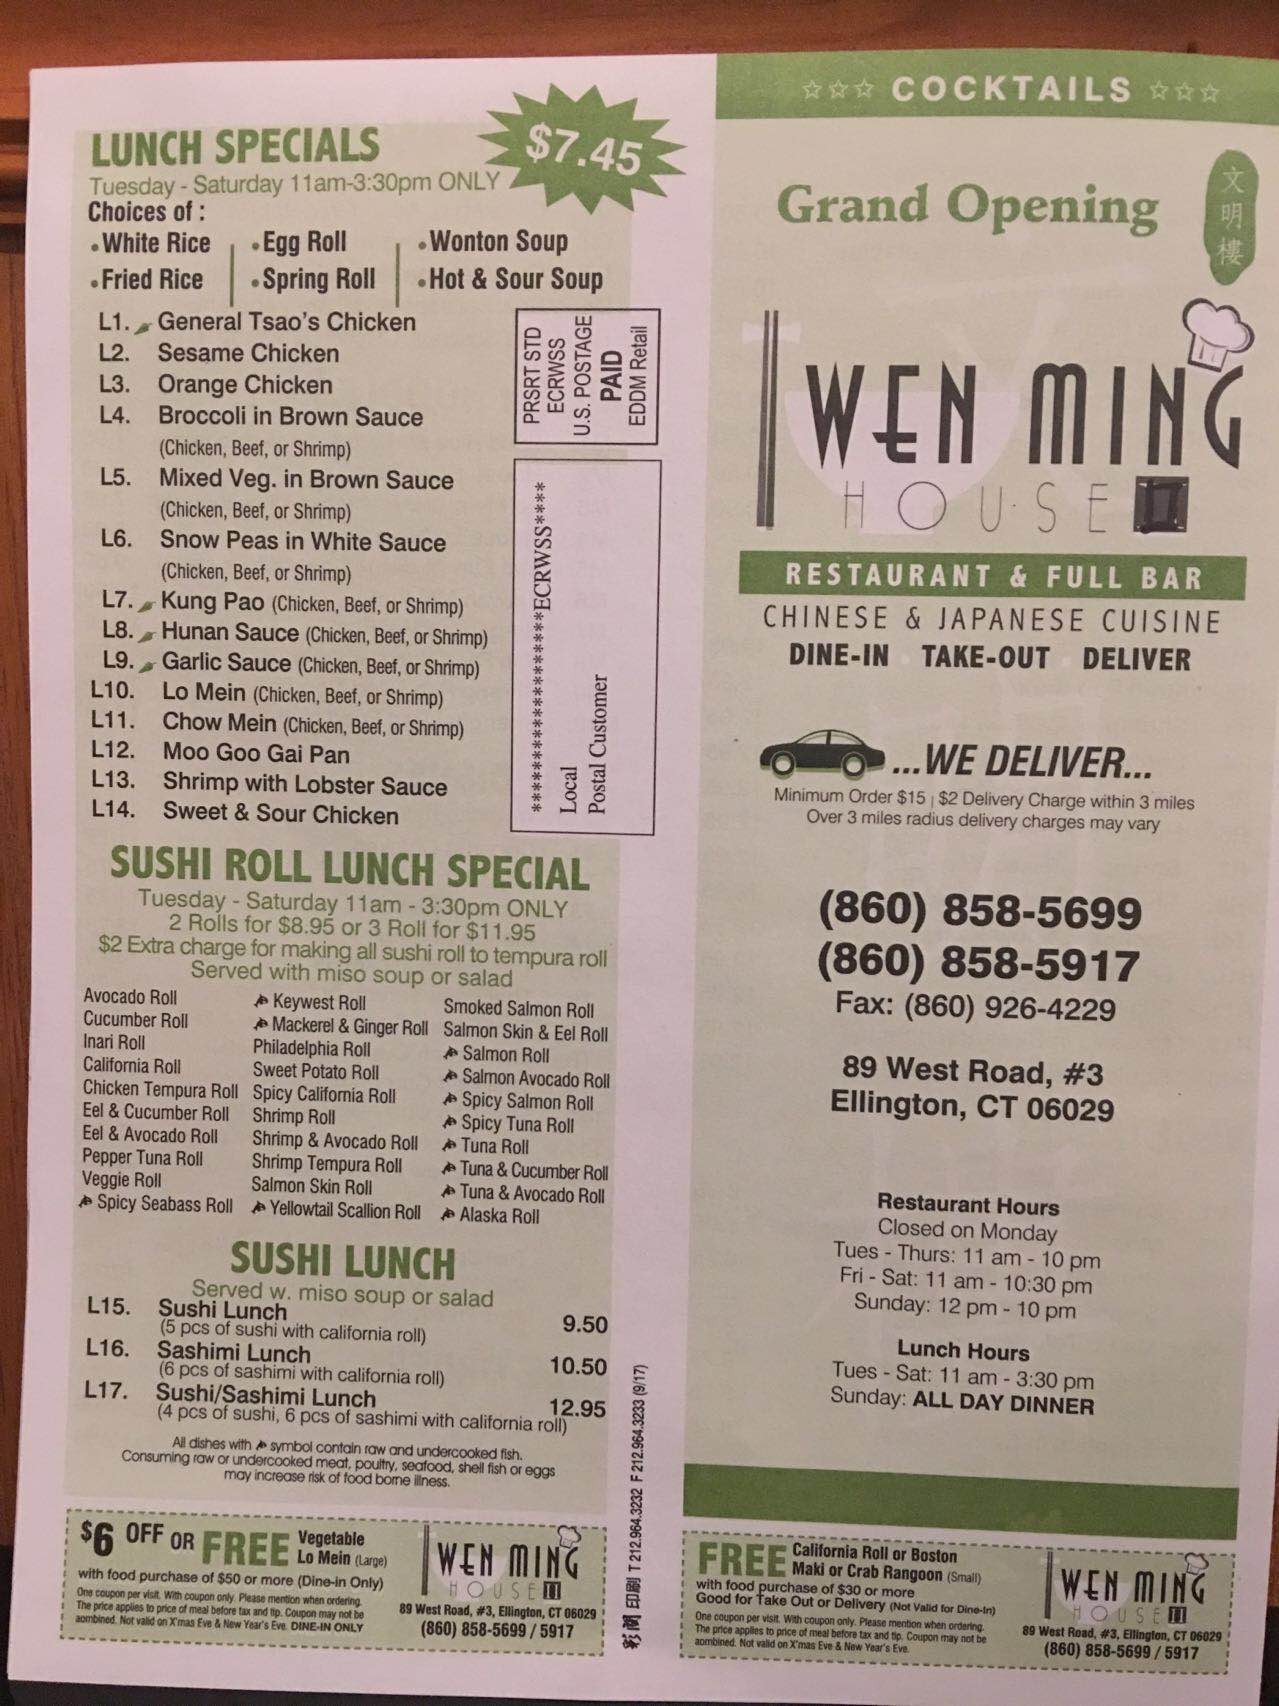 LUNCH SPECIALS
$7.45
Tuesday - Saturday 11am-3:30pm ONLY
Choices of :
•White Rice •Egg Roll •Wonton Soup
•Fried Rice •Spring Roll •Hot & Sour Soup
L1. General Tsao's Chicken
L2. Sesame Chicken
L3. Orange Chicken
L4. Broccoli in Brown Sauce
(Chicken, Beef, or Shrimp)
L5. Mixed Veg. in Brown Sauce
(Chicken, Beef, or Shrimp)
L6. Snow Peas in White Sauce
(Chicken, Beef, or Shrimp)
L7. Kung Pao (Chicken, Beef, or Shrimp)
L8. Hunan Sauce (Chicken, Beef, or Shrimp)
L9. Garlic Sauce (Chicken, Beef, or Shrimp)
L10. Lo Mein (Chicken, Beef, or Shrimp)
L11. Chow Mein (Chicken, Beef, or Shrimp)
L12. Moo Goo Gai Pan
L13. Shrimp with Lobster Sauce
L14. Sweet & Sour Chicken
PRSRT STD
ECRWSS
U.S. POSTAGE
PAID
EDDM Retail
********************ECRWSS****
Local
Postal Customer
SUSHI ROLL LUNCH SPECIAL
Tuesday - Saturday 11am - 3:30pm ONLY
2 Rolls for $8.95 or 3 Roll for $11.95
$2 Extra charge for making all sushi roll to tempura roll
Served with miso soup or salad
Avocado Roll
Cucumber Roll
Inari Roll
California Roll
Chicken Tempura Roll
Eel & Cucumber Roll
Eel & Avocado Roll
Pepper Tuna Roll
Veggie Roll
Spicy Seabass Roll
Keywest Roll
Mackerel & Ginger Roll
Philadelphia Roll
Sweet Potato Roll
Spicy California Roll
Shrimp Roll
Shrimp & Avocado Roll
Shrimp Tempura Roll
Salmon Skin Roll
Yellowtail Scallion Roll
Smoked Salmon Roll
Salmon Skin & Eel Roll
Salmon Roll
Salmon Avocado Roll
Spicy Salmon Roll
Spicy Tuna Roll
Tuna Roll
Tuna & Cucumber Roll
Tuna & Avocado Roll
Alaska Roll
SUSHI LUNCH
Served w. miso soup or salad
L15. Sushi Lunch 9.50
(5 pcs of sushi with california roll)
L16. Sashimi Lunch 10.50
(6 pcs of sashimi with california roll)
L17. Sushi/Sashimi Lunch 12.95
(4 pcs of sushi, 6 pcs of sashimi with california roll)
All dishes with symbol contain raw and undercooked fish.
Consuming raw or undercooked meat, poultry, seafood, shell fish or eggs
may increase risk of food borne illness.
$6 OFF OR FREE Vegetable
Lo Mein (Large)
with food purchase of $50 or more (Dine-in Only)
One coupon per visit. With coupon only. Please mention when ordering.
The price applies to price of meal before tax and tip. Coupon may not be
aombined. Not valid on X'mas Eve & New Year's Eve. DINE-IN ONLY
WEN MING
HOUSE II
89 West Road, #3, Ellington, CT 06029
(860) 858-5699 / 5917
印刷 T 212.964.3232 F 212.964.3233 (9/17)
☆☆☆ COCKTAILS ☆☆☆
Grand Opening
文明樓
WEN MING
HOUSE II
RESTAURANT & FULL BAR
CHINESE & JAPANESE CUISINE
DINE-IN TAKE-OUT DELIVER
...WE DELIVER...
Minimum Order $15 | $2 Delivery Charge within 3 miles
Over 3 miles radius delivery charges may vary
(860) 858-5699
(860) 858-5917
Fax: (860) 926-4229
89 West Road, #3
Ellington, CT 06029
Restaurant Hours
Closed on Monday
Tues - Thurs: 11 am - 10 pm
Fri - Sat: 11 am - 10:30 pm
Sunday: 12 pm - 10 pm
Lunch Hours
Tues - Sat: 11 am - 3:30 pm
Sunday: ALL DAY DINNER
FREE California Roll or Boston
Maki or Crab Rangoon (Small)
with food purchase of $30 or more
Good for Take Out or Delivery (Not Valid for Dine-In)
One coupon per visit. With coupon only. Please mention when ordering.
The price applies to price of meal before tax and tip. Coupon may not be
aombined. Not valid on X'mas Eve & New Year's Eve.
WEN MING
HOUSE II
89 West Road, #3, Ellington, CT 06029
(860) 858-5699 / 5917